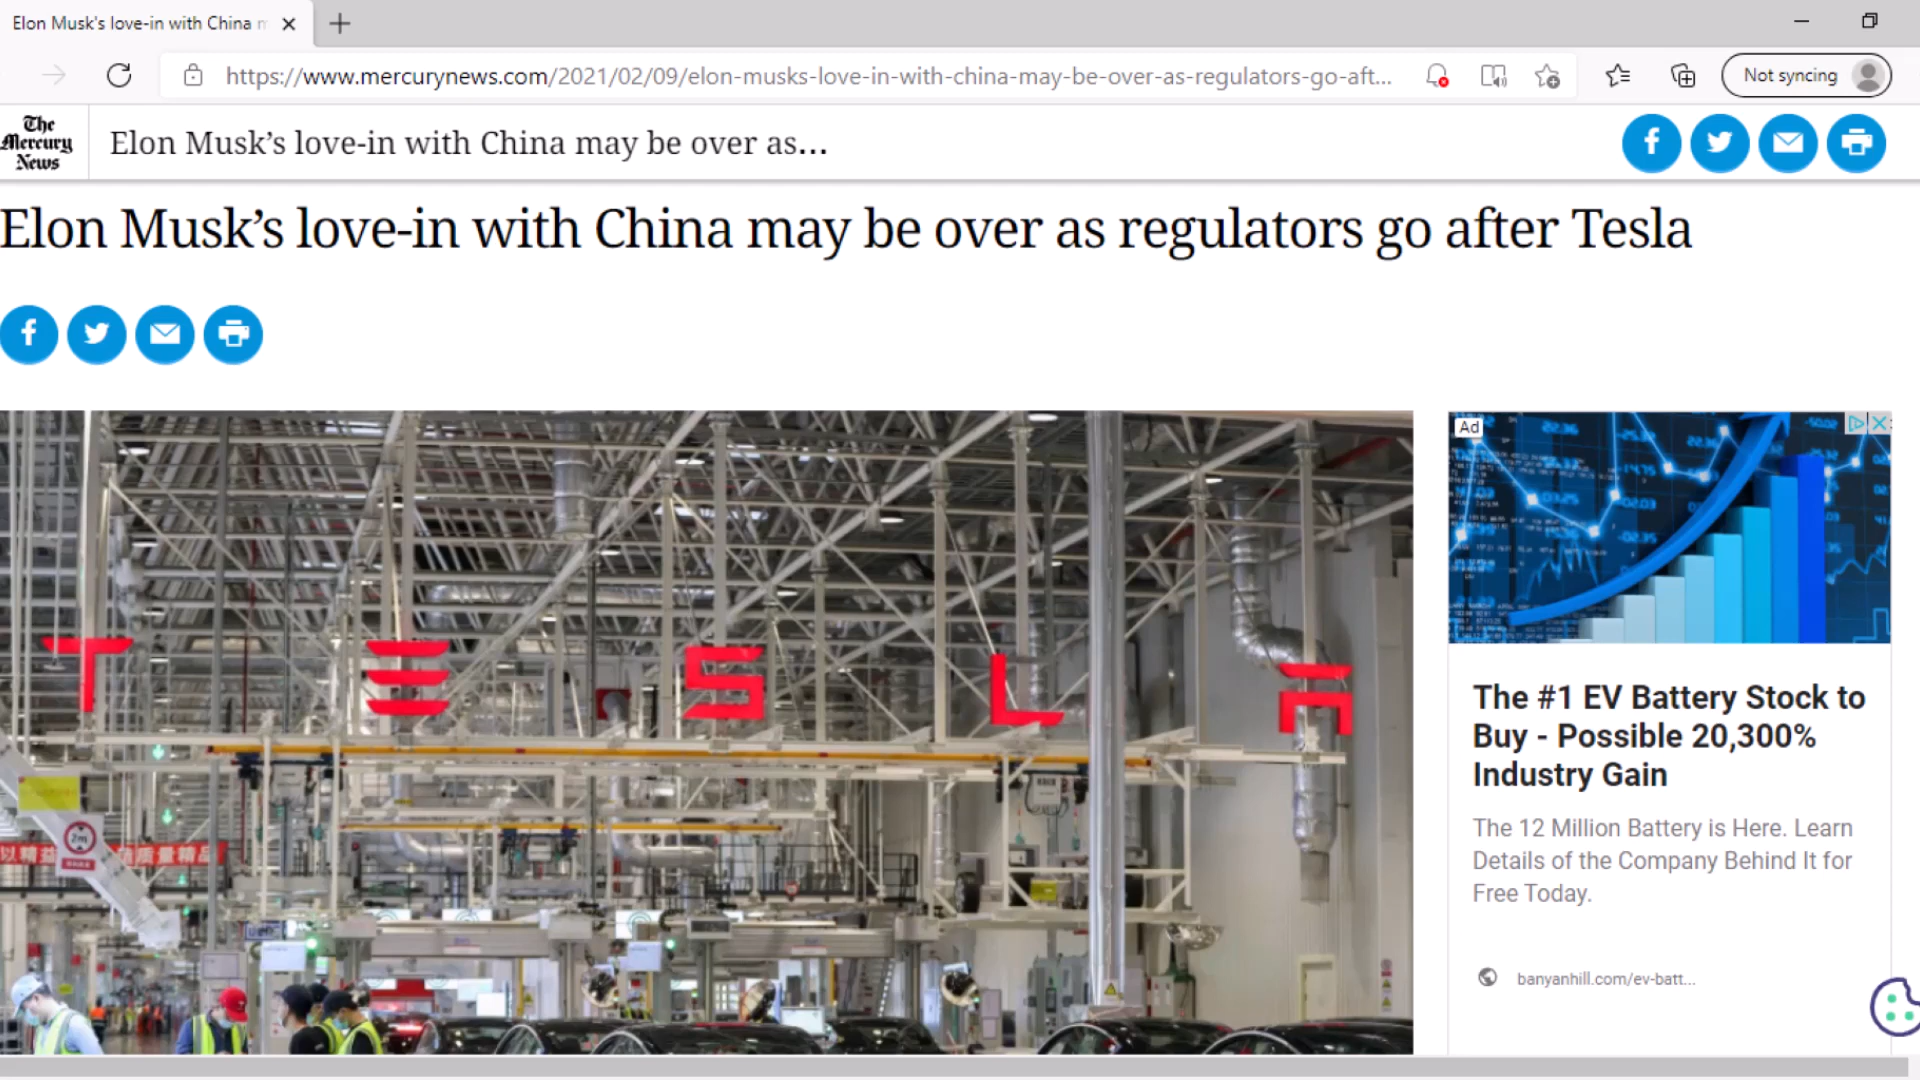 Elon Musk's love-in with China
Not syncing
https://www.mercurynews.com/2021/02/09/elon-musks-love-in-with-china-may-be-over-as-regulators-go-aft...
The
Mercury
News
Elon Musk’s love-in with China may be over as...
Elon Musk’s love-in with China may be over as regulators go after Tesla
TESLA
2m
Ad
The #1 EV Battery Stock to
Buy - Possible 20,300%
Industry Gain
The 12 Million Battery is Here. Learn
Details of the Company Behind It for
Free Today.
banyanhill.com/ev-batt...